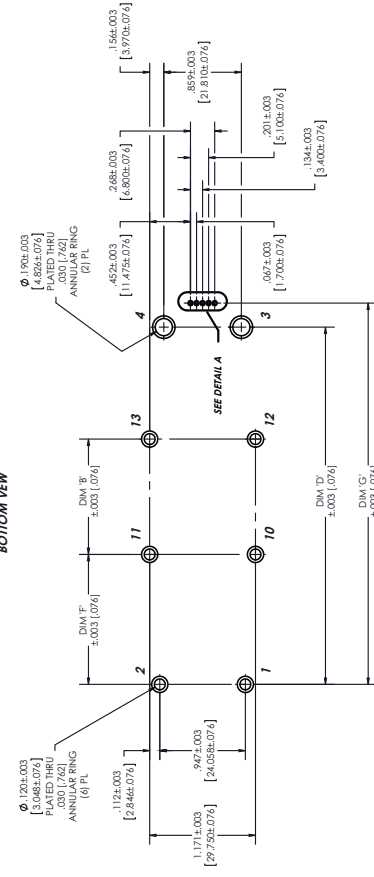 BOTTOM VIEW
Ø.120±.003
[3.048±.076]
PLATED THRU
.030 [.762]
ANNULAR RING
(6) PL
DIM 'F'
±.003 [.076]
DIM 'B'
±.003 [.076]
Ø.190±.003
[4.826±.076]
PLATED THRU
.030 [.762]
ANNULAR RING
(2) PL
.452±.003
[11.475±.076]
.268±.003
[6.800±.076]
.156±.003
[3.970±.076]
.859±.003
[21.810±.076]
.201±.003
[5.100±.076]
.134±.003
[3.400±.076]
.067±.003
[1.700±.076]
2
11
13
4
1
10
12
3
SEE DETAIL A
.112±.003
[2.846±.076]
.947±.003
[24.058±.076]
1.171±.003
[29.750±.076]
DIM 'D'
±.003 [.076]
DIM 'G'
±.003 [.076]